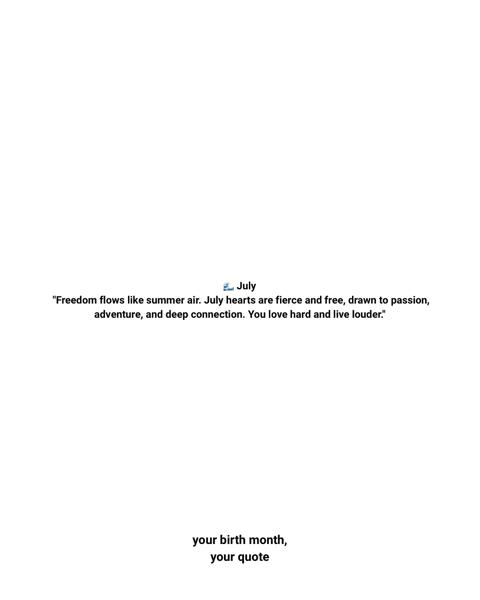 🌊 July
"Freedom flows like summer air. July hearts are fierce and free, drawn to passion,
adventure, and deep connection. You love hard and live louder."
your birth month,
your quote